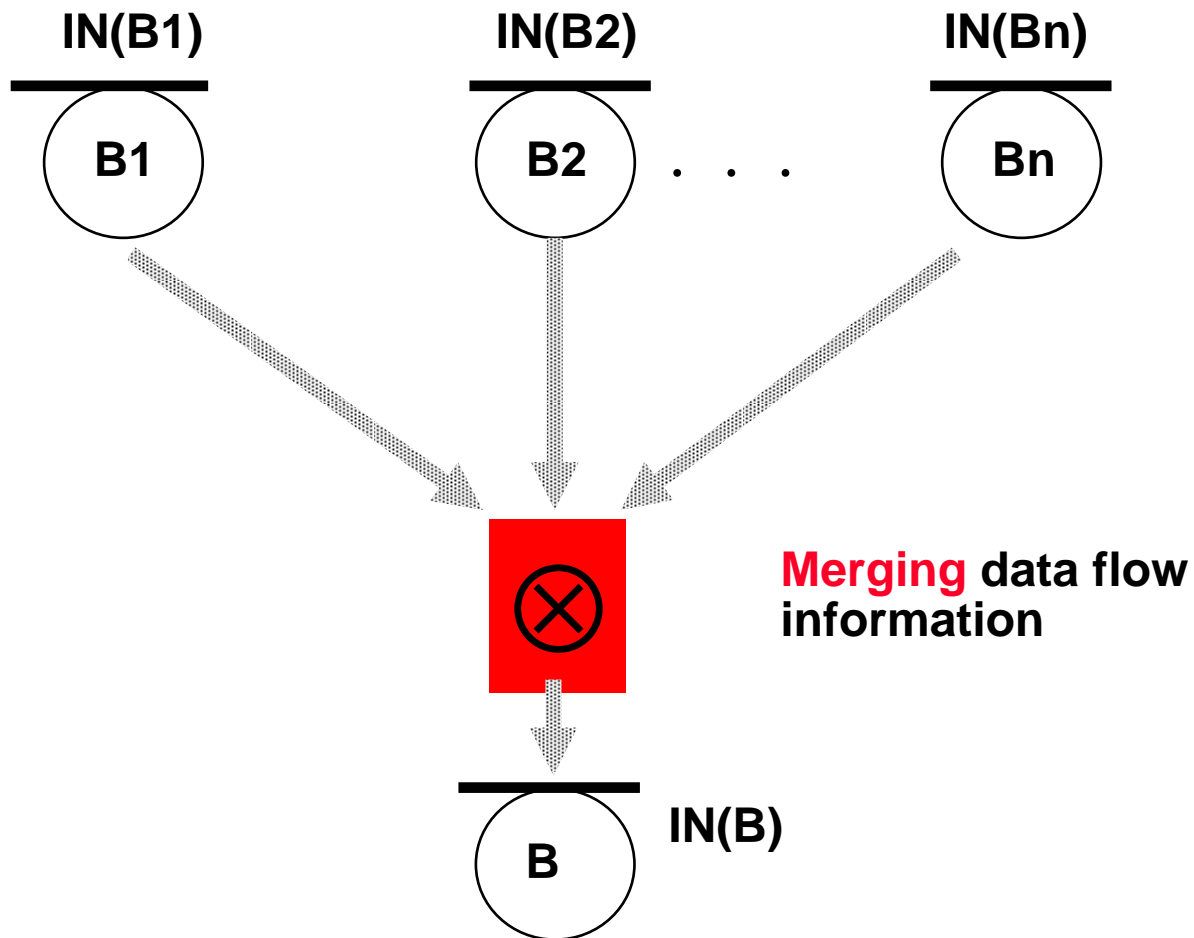 IN(B1)
IN(B2)
IN(Bn)
B1
B2
. . .
Bn
Merging data flow
information
IN(B)
B